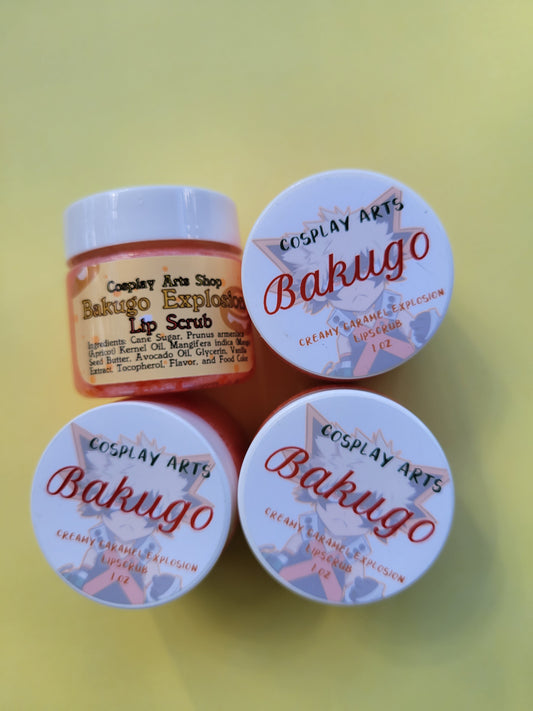 Cosplay Arts Shop
Bakugo Explosion
Lip Scrub
Ingredients: Cane Sugar, Prunus
(Apricot) Kernel Oil, Mangifera indica
Seed Butter, Avocado Oil, Glycerin, Vanilla
Extract, Tocopherol, Flavor, and Food Color
COSPLAY ARTS
Bakugo
CREAMY CARAMEL EXPLOSION
LIPSCRUB
1 OZ
COSPLAY ARTS
Bakugo
CREAMY CARAMEL EXPLOSION
LIPSCRUB
1 OZ
COSPLAY ARTS
Bakugo
CREAMY CARAMEL EXPLOSION
LIPSCRUB
1 OZ